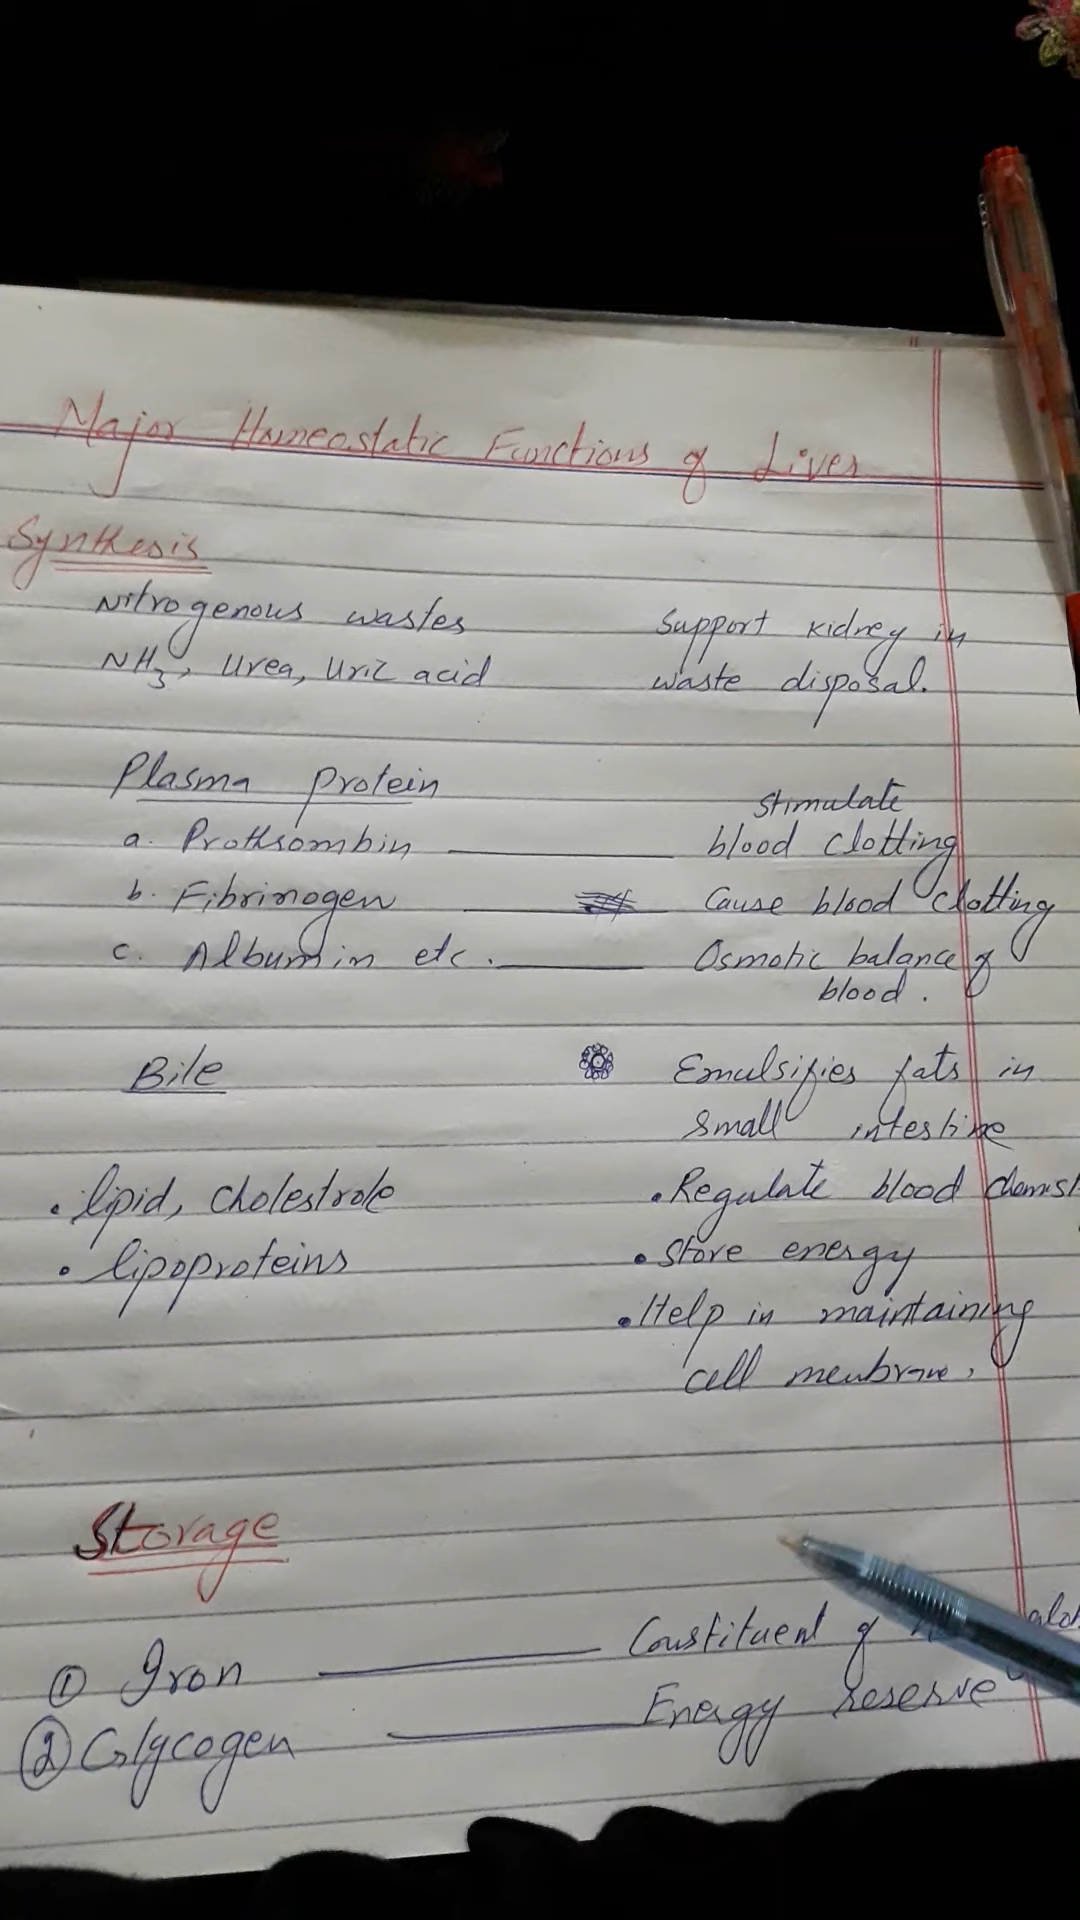 Major Homeostatic Functions of Liver
Synthesis
Nitrogenous wastes Support kidney in
NH3, Urea, Uric acid waste disposal.
Plasma protein
stimulate
a. Prothrombin blood clotting
b. Fibrinogen Cause blood clotting
c. Albumin etc. Osmotic balance of
blood.
Bile Emulsifies fats in
small intestine
• lipid, cholestrole • Regulate blood chemist
• lipoproteins • Store energy
• Help in maintaining
cell membrane.
Storage
① Iron Constituent of
② Glycogen Energy reserve